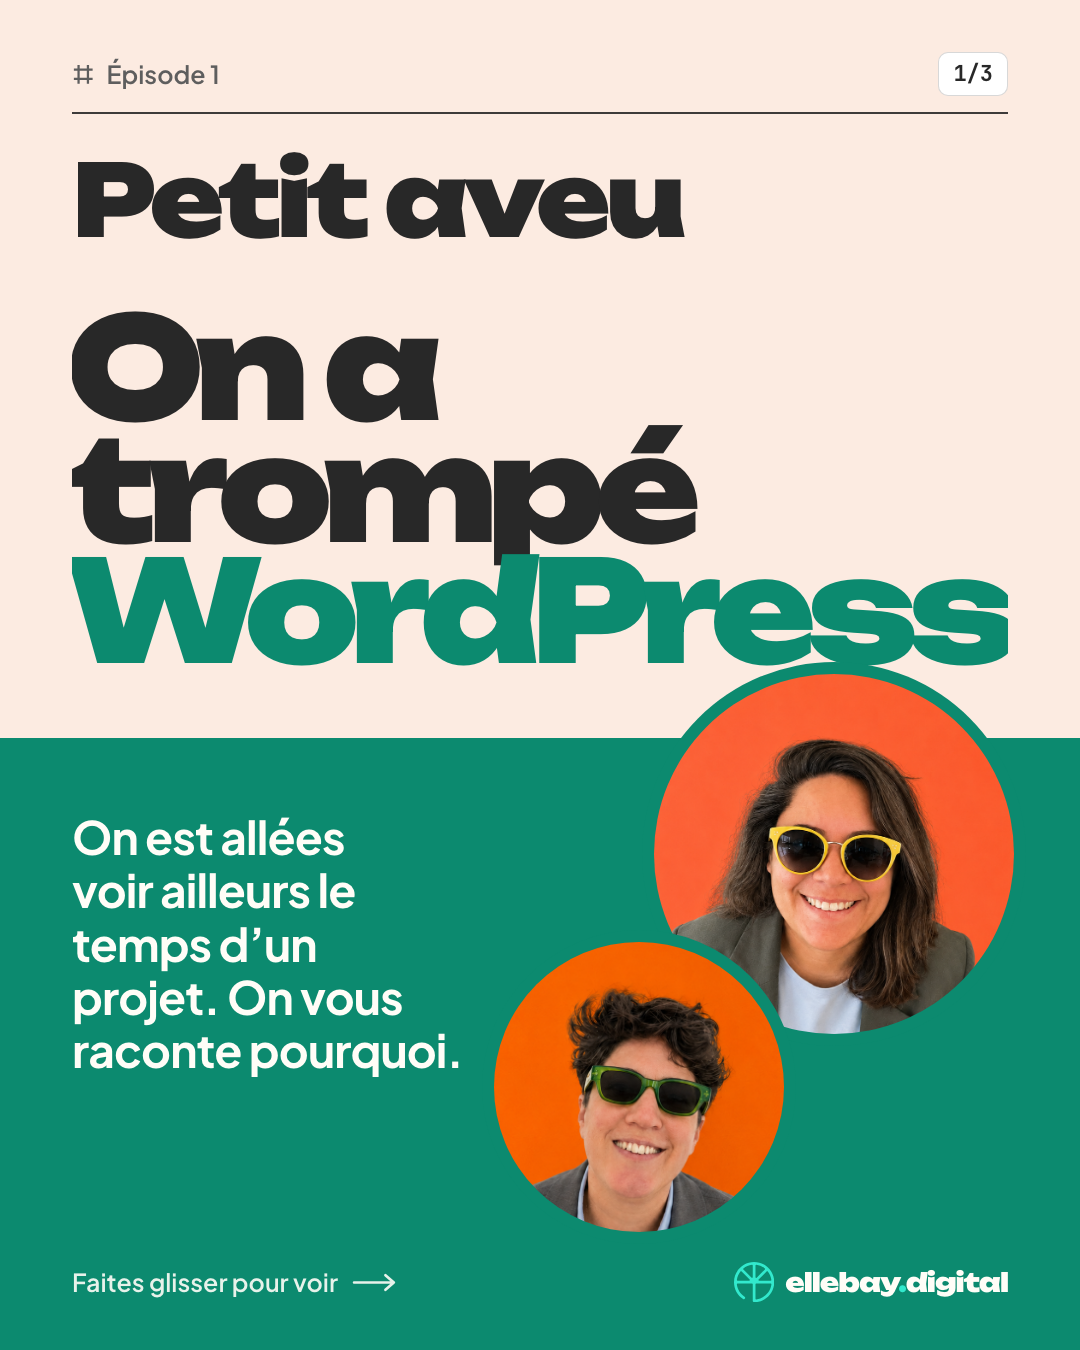 # Épisode 1
1/3
Petit aveu
On a
trompé
WordPress
On est allées
voir ailleurs le
temps d’un
projet. On vous
raconte pourquoi.
Faites glisser pour voir →
ellebay.digital